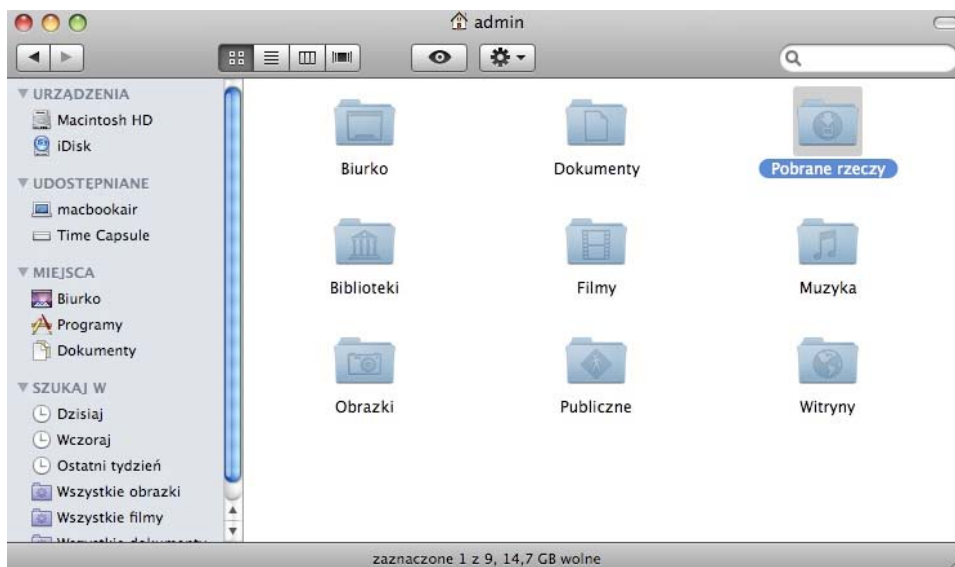 admin
URZĄDZENIA
Macintosh HD
iDisk
UDOSTĘPNIANE
macbookair
Time Capsule
MIEJSCA
Biurko
Programy
Dokumenty
SZUKAJ W
Dzisiaj
Wczoraj
Ostatni tydzień
Wszystkie obrazki
Wszystkie filmy
Wszystkie dokumenty
Biurko
Dokumenty
Pobrane rzeczy
Biblioteki
Filmy
Muzyka
Obrazki
Publiczne
Witryny
zaznaczone 1 z 9, 14,7 GB wolne